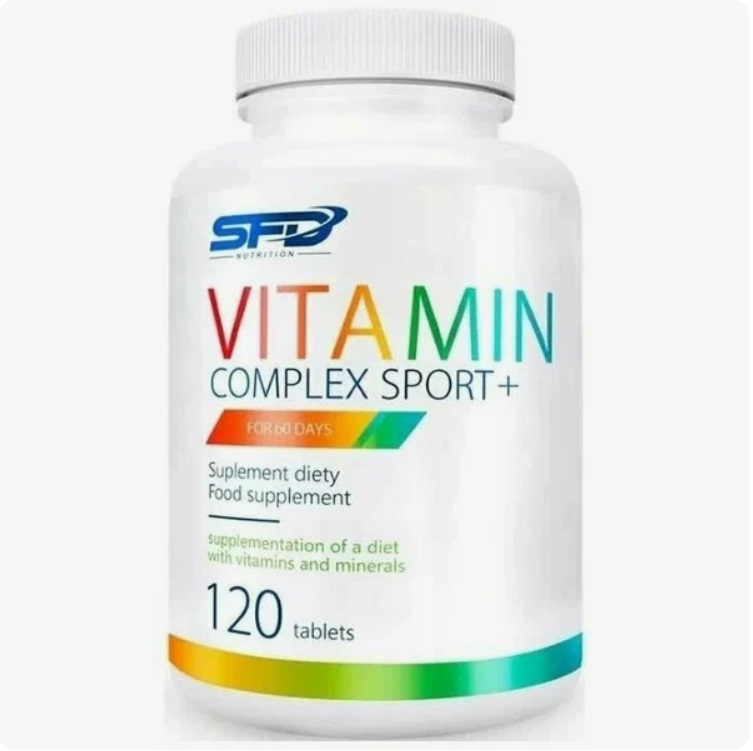 SFD
NUTRITION
VITAMIN
COMPLEX SPORT+
FOR 60 DAYS
Suplement diety
Food supplement
supplementation of a diet
with vitamins and minerals
120 tablets